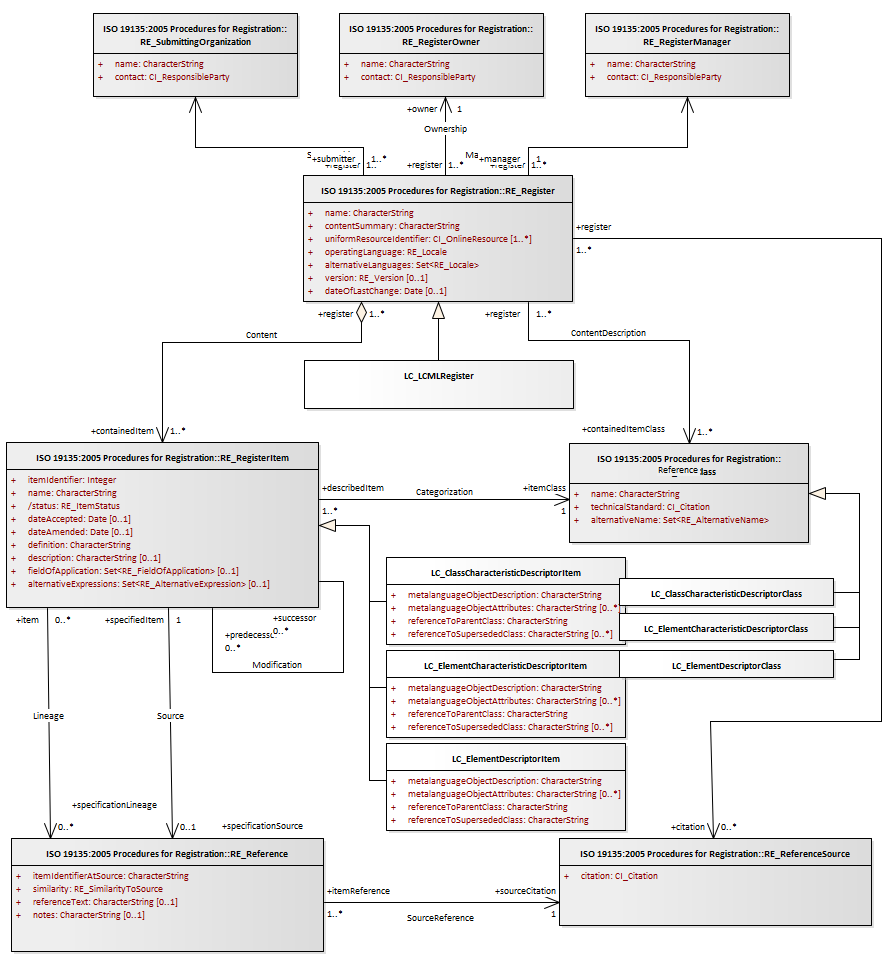 ISO 19135:2005 Procedures for Registration::
RE_SubmittingOrganization
+ name: CharacterString
+ contact: CI_ResponsibleParty
ISO 19135:2005 Procedures for Registration::
RE_RegisterOwner
+ name: CharacterString
+ contact: CI_ResponsibleParty
ISO 19135:2005 Procedures for Registration::
RE_RegisterManager
+ name: CharacterString
+ contact: CI_ResponsibleParty
+owner 1
Ownership
+submitter 1..*
+register 1..*
+register 1..*
+manager 1
+register 1..*
ISO 19135:2005 Procedures for Registration::RE_Register
+ name: CharacterString
+ contentSummary: CharacterString
+ uniformResourceIdentifier: CI_OnlineResource [1..*]
+ operatingLanguage: RE_Locale
+ alternativeLanguages: Set<RE_Locale>
+ version: RE_Version [0..1]
+ dateOfLastChange: Date [0..1]
+register
1..*
+register 1..*
+register 1..*
Content
ContentDescription
LC_LCMLRegister
+containedItem 1..*
+containedItemClass
1..*
ISO 19135:2005 Procedures for Registration::RE_RegisterItem
+ itemIdentifier: Integer
+ name: CharacterString
+ /status: RE_ItemStatus
+ dateAccepted: Date [0..1]
+ dateAmended: Date [0..1]
+ definition: CharacterString
+ description: CharacterString [0..1]
+ fieldOfApplication: Set<RE_FieldOfApplication> [0..1]
+ alternativeExpressions: Set<RE_AlternativeExpression> [0..1]
+describedItem
1..*
Categorization
+itemClass
1
ISO 19135:2005 Procedures for Registration::
Reference
+ name: CharacterString
+ technicalStandard: CI_Citation
+ alternativeName: Set<RE_AlternativeName>
LC_ClassCharacteristicDescriptorItem
+ metalanguageObjectDescription: CharacterString
+ metalanguageObjectAttributes: CharacterString [0..*
+ referenceToParentClass: CharacterString
+ referenceToSupersededClass: CharacterString [0..*]
LC_ClassCharacteristicDescriptorClass
LC_ElementCharacteristicDescriptorClass
LC_ElementDescriptorClass
LC_ElementCharacteristicDescriptorItem
+ metalanguageObjectDescription: CharacterString
+ metalanguageObjectAttributes: CharacterString [0..*]
+ referenceToParentClass: CharacterString
+ referenceToSupersededClass: CharacterString [0..*]
LC_ElementDescriptorItem
+ metalanguageObjectDescription: CharacterString
+ metalanguageObjectAttributes: CharacterString [0..*]
+ referenceToParentClass: CharacterString
+ referenceToSupersededClass: CharacterString
+item 0..*
+specifiedItem 1
+successor
0..*
0..*
Modification
Lineage
Source
+specificationLineage
0..*
0..1
+specificationSource
+citation 0..*
ISO 19135:2005 Procedures for Registration::RE_Reference
+ itemIdentifierAtSource: CharacterString
+ similarity: RE_SimilarityToSource
+ referenceText: CharacterString [0..1]
+ notes: CharacterString [0..1]
+itemReference
1..*
SourceReference
+sourceCitation
1
ISO 19135:2005 Procedures for Registration::RE_ReferenceSource
+ citation: CI_Citation